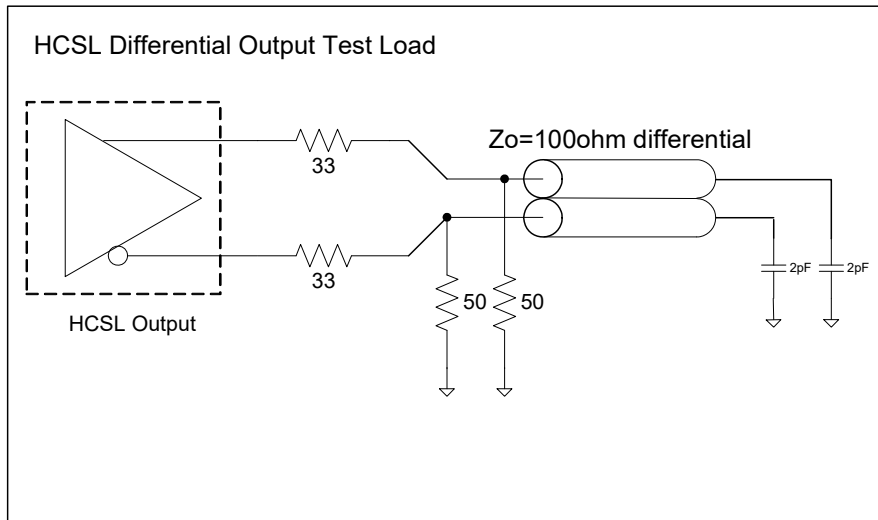 HCSL Differential Output Test Load
Zo=100ohm differential
33
33
50
50
2pF
2pF
HCSL Output